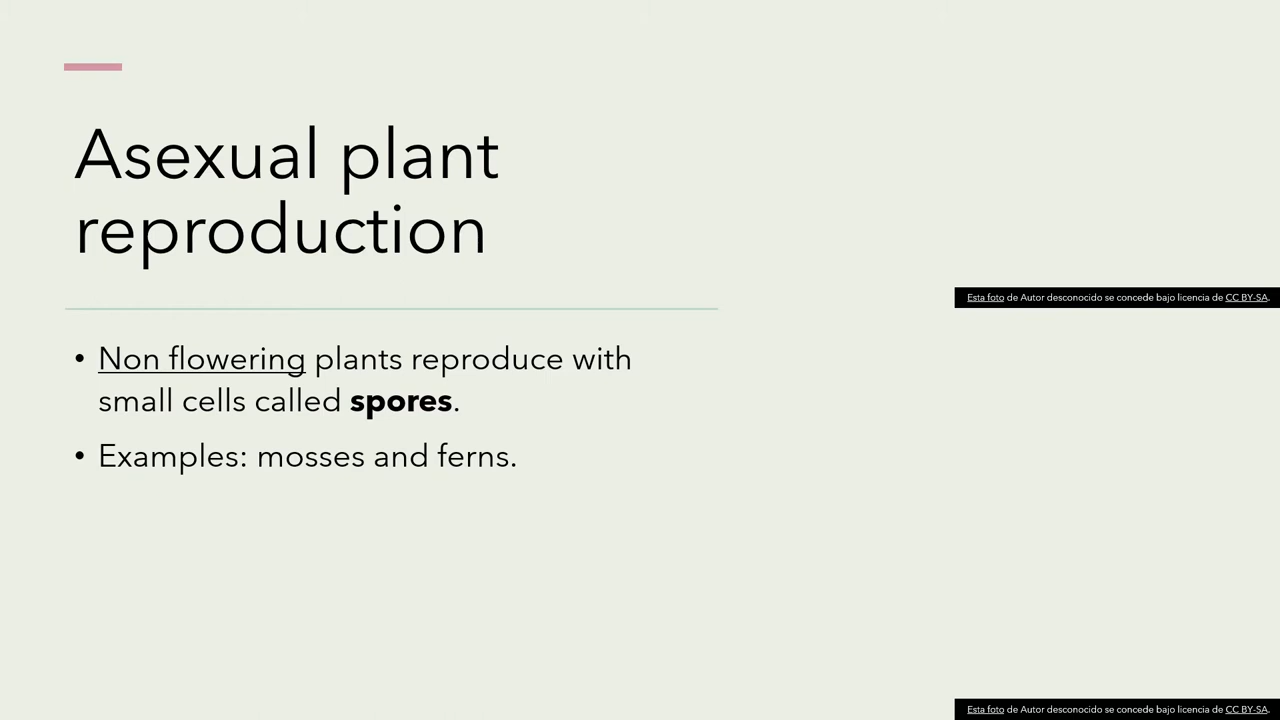 Asexual plant
reproduction
Esta foto de Autor desconocido se concede bajo licencia de CC BY-SA.
• Non flowering plants reproduce with
small cells called spores.
• Examples: mosses and ferns.
Esta foto de Autor desconocido se concede bajo licencia de CC BY-SA.